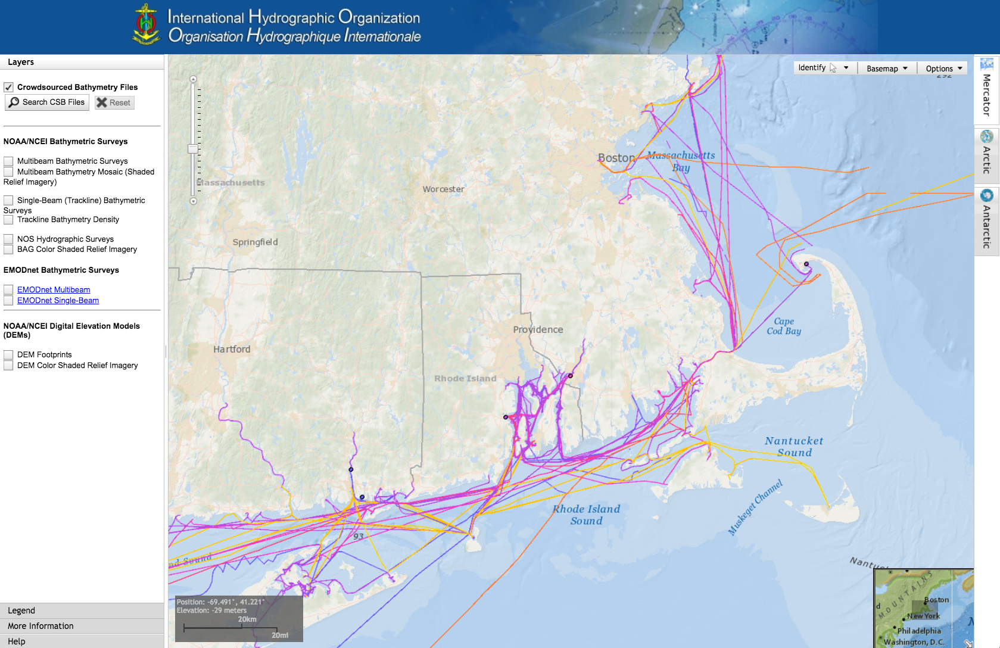 International Hydrographic Organization
Organisation Hydrographique Internationale
Layers
Crowdsourced Bathymetry Files
Search CSB Files
Reset
NOAA/NCEI Bathymetric Surveys
Multibeam Bathymetric Surveys
Multibeam Bathymetry Mosaic (Shaded
Relief Imagery)
Single-Beam (Trackline) Bathymetric
Surveys
Trackline Bathymetry Density
NOS Hydrographic Surveys
BAG Color Shaded Relief Imagery
EMODnet Bathymetric Surveys
EMODnet Multibeam
EMODnet Single-Beam
NOAA/NCEI Digital Elevation Models
(DEMs)
DEM Footprints
DEM Color Shaded Relief Imagery
Legend
More Information
Help
Identify
Basemap
Options
292
Mercator
Arctic
Antarctic
Boston
Massachusetts
Bay
Massachusetts
Worcester
Springfield
Cape
Cod Bay
Providence
Hartford
Rhode Island
Nantucket
Sound
Muskeget Channel
Rhode Island
Sound
93
nd Sound
Nantuc
Position: -69.491°, 41.221°
Elevation: -29 meters
20km
20mi
MOUNTAINS
Boston
d
New York
Philadelphia
Washington, D.C.